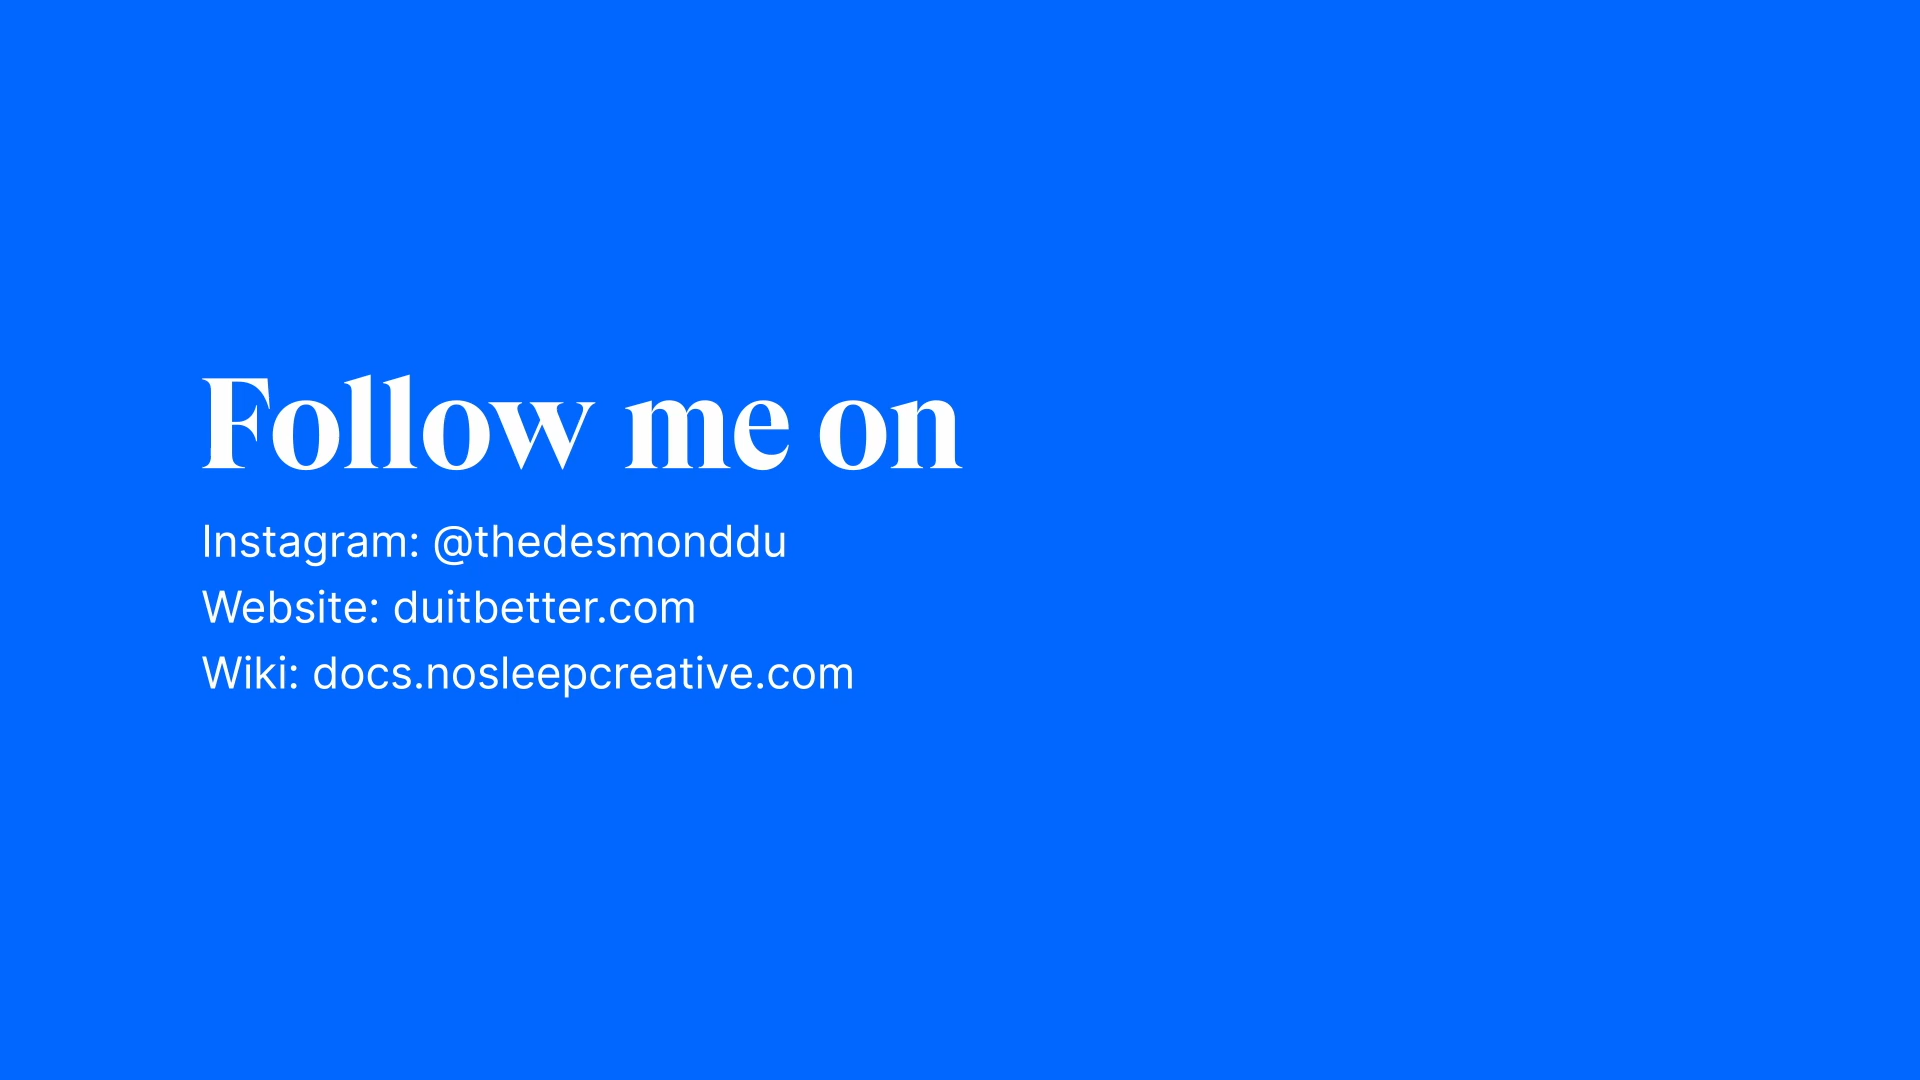 Follow me on
Instagram: @thedesmonddu
Website: duitbetter.com
Wiki: docs.nosleepcreative.com